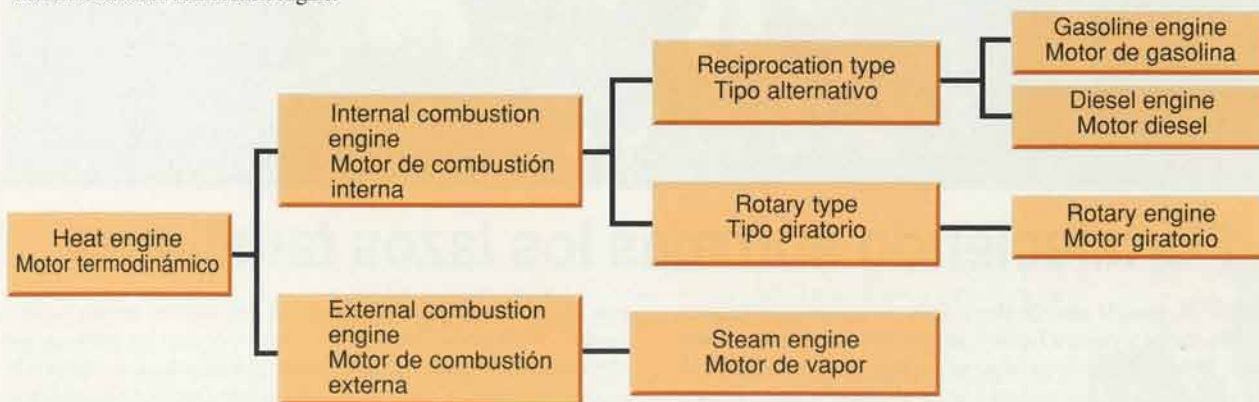 Heat engine
Motor termodinámico
Internal combustion
engine
Motor de combustión
interna
External combustion
engine
Motor de combustión
externa
Reciprocation type
Tipo alternativo
Rotary type
Tipo giratorio
Steam engine
Motor de vapor
Gasoline engine
Motor de gasolina
Diesel engine
Motor diesel
Rotary engine
Motor giratorio